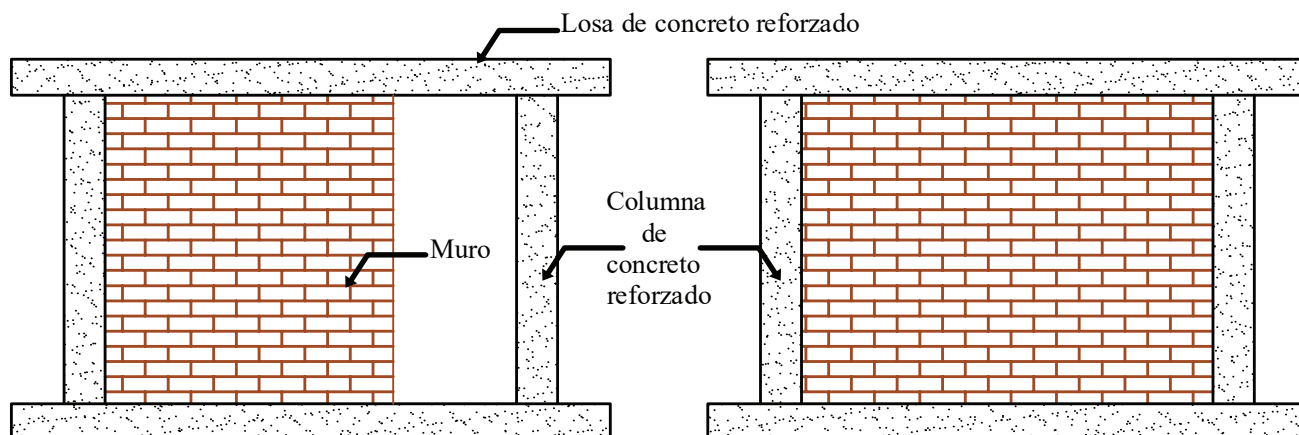 Losa de concreto reforzado
Muro
Columna
de
concreto
reforzado